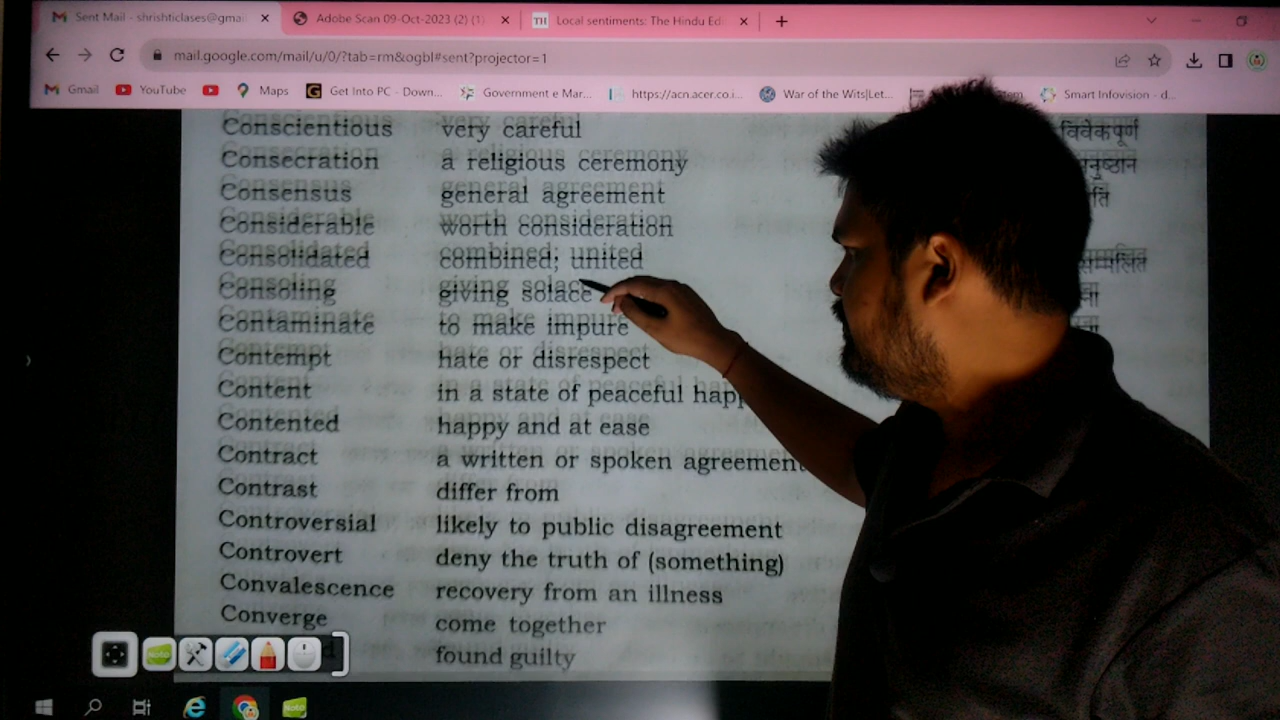 Sent Mail - shrishticlases@gmai
Adobe Scan 09-Oct-2023 (2) (1)
TH Local sentiments: The Hindu Ed
mail.google.com/mail/u/0/?tab=rm&ogbl#sent?projector=1
Gmail YouTube Maps G Get Into PC - Down... Government e Mar... https://acn.acer.co.i... War of the Wits|Let... Smart Infovision - d...
Conscientious very careful विवेकपूर्ण
Consecration a religious ceremony नुष्ठान
Consensus general agreement
Considerable worth consideration
Consolidated combined; united सम्मलित
Consoling giving solace
Contaminate to make impure
Contempt hate or disrespect
Content in a state of peaceful happ
Contented happy and at ease
Contract a written or spoken agreement
Contrast differ from
Controversial likely to public disagreement
Controvert deny the truth of (something)
Convalescence recovery from an illness
Converge come together
found guilty